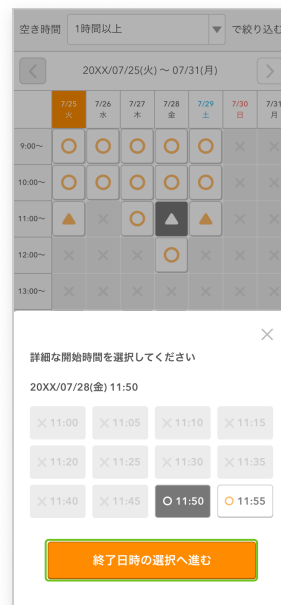 空き時間 1時間以上 ▼ で絞り込む
< 20XX/07/25(火) ~ 07/31(月) >
7/25 7/26 7/27 7/28 7/29 7/30 7/31
火 水 木 金 土 日 月
9:00~ ○ ○ ○ ○ ○ × ×
10:00~ ○ ○ ○ ○ ○ × ×
11:00~ ▲ × ○ ▲ ▲ × ×
12:00~ × × × ○ × × ×
13:00~ × × × × × × ×
×
詳細な開始時間を選択してください
20XX/07/28(金) 11:50
× 11:00 × 11:05 × 11:10 × 11:15
× 11:20 × 11:25 × 11:30 × 11:35
× 11:40 × 11:45 ○ 11:50 ○ 11:55
終了日時の選択へ進む